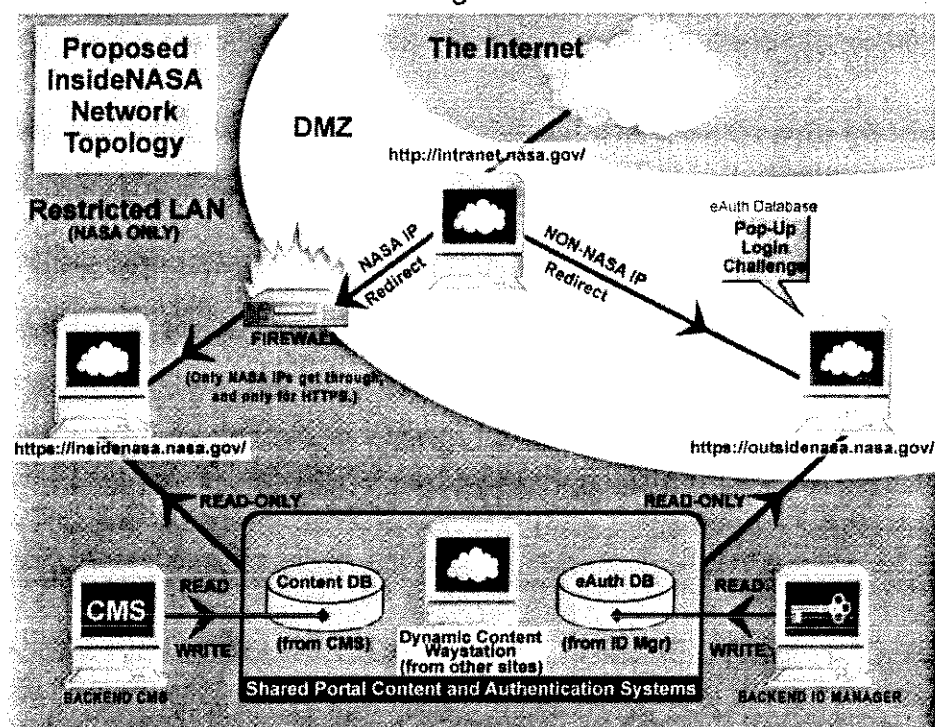 Proposed
InsideNASA
Network
Topology
The Internet
DMZ
http://intranet.nasa.gov/
Restricted LAN
(NASA ONLY)
eAuth Database
Pop-Up
Login
Challenge
NASA IP
Redirect
NON-NASA IP
Redirect
FIREWALL
(Only NASA IPs get through,
and only for HTTPS.)
https://insidenasa.nasa.gov/
https://outsidenasa.nasa.gov/
READ-ONLY
READ-ONLY
CMS
READ
WRITE
Content DB
(from CMS)
Dynamic Content
Waystation
(from other sites)
eAuth DB
(from ID Mgr)
READ
WRITE
BACKEND CMS
Shared Portal Content and Authentication Systems
BACKEND ID MANAGER